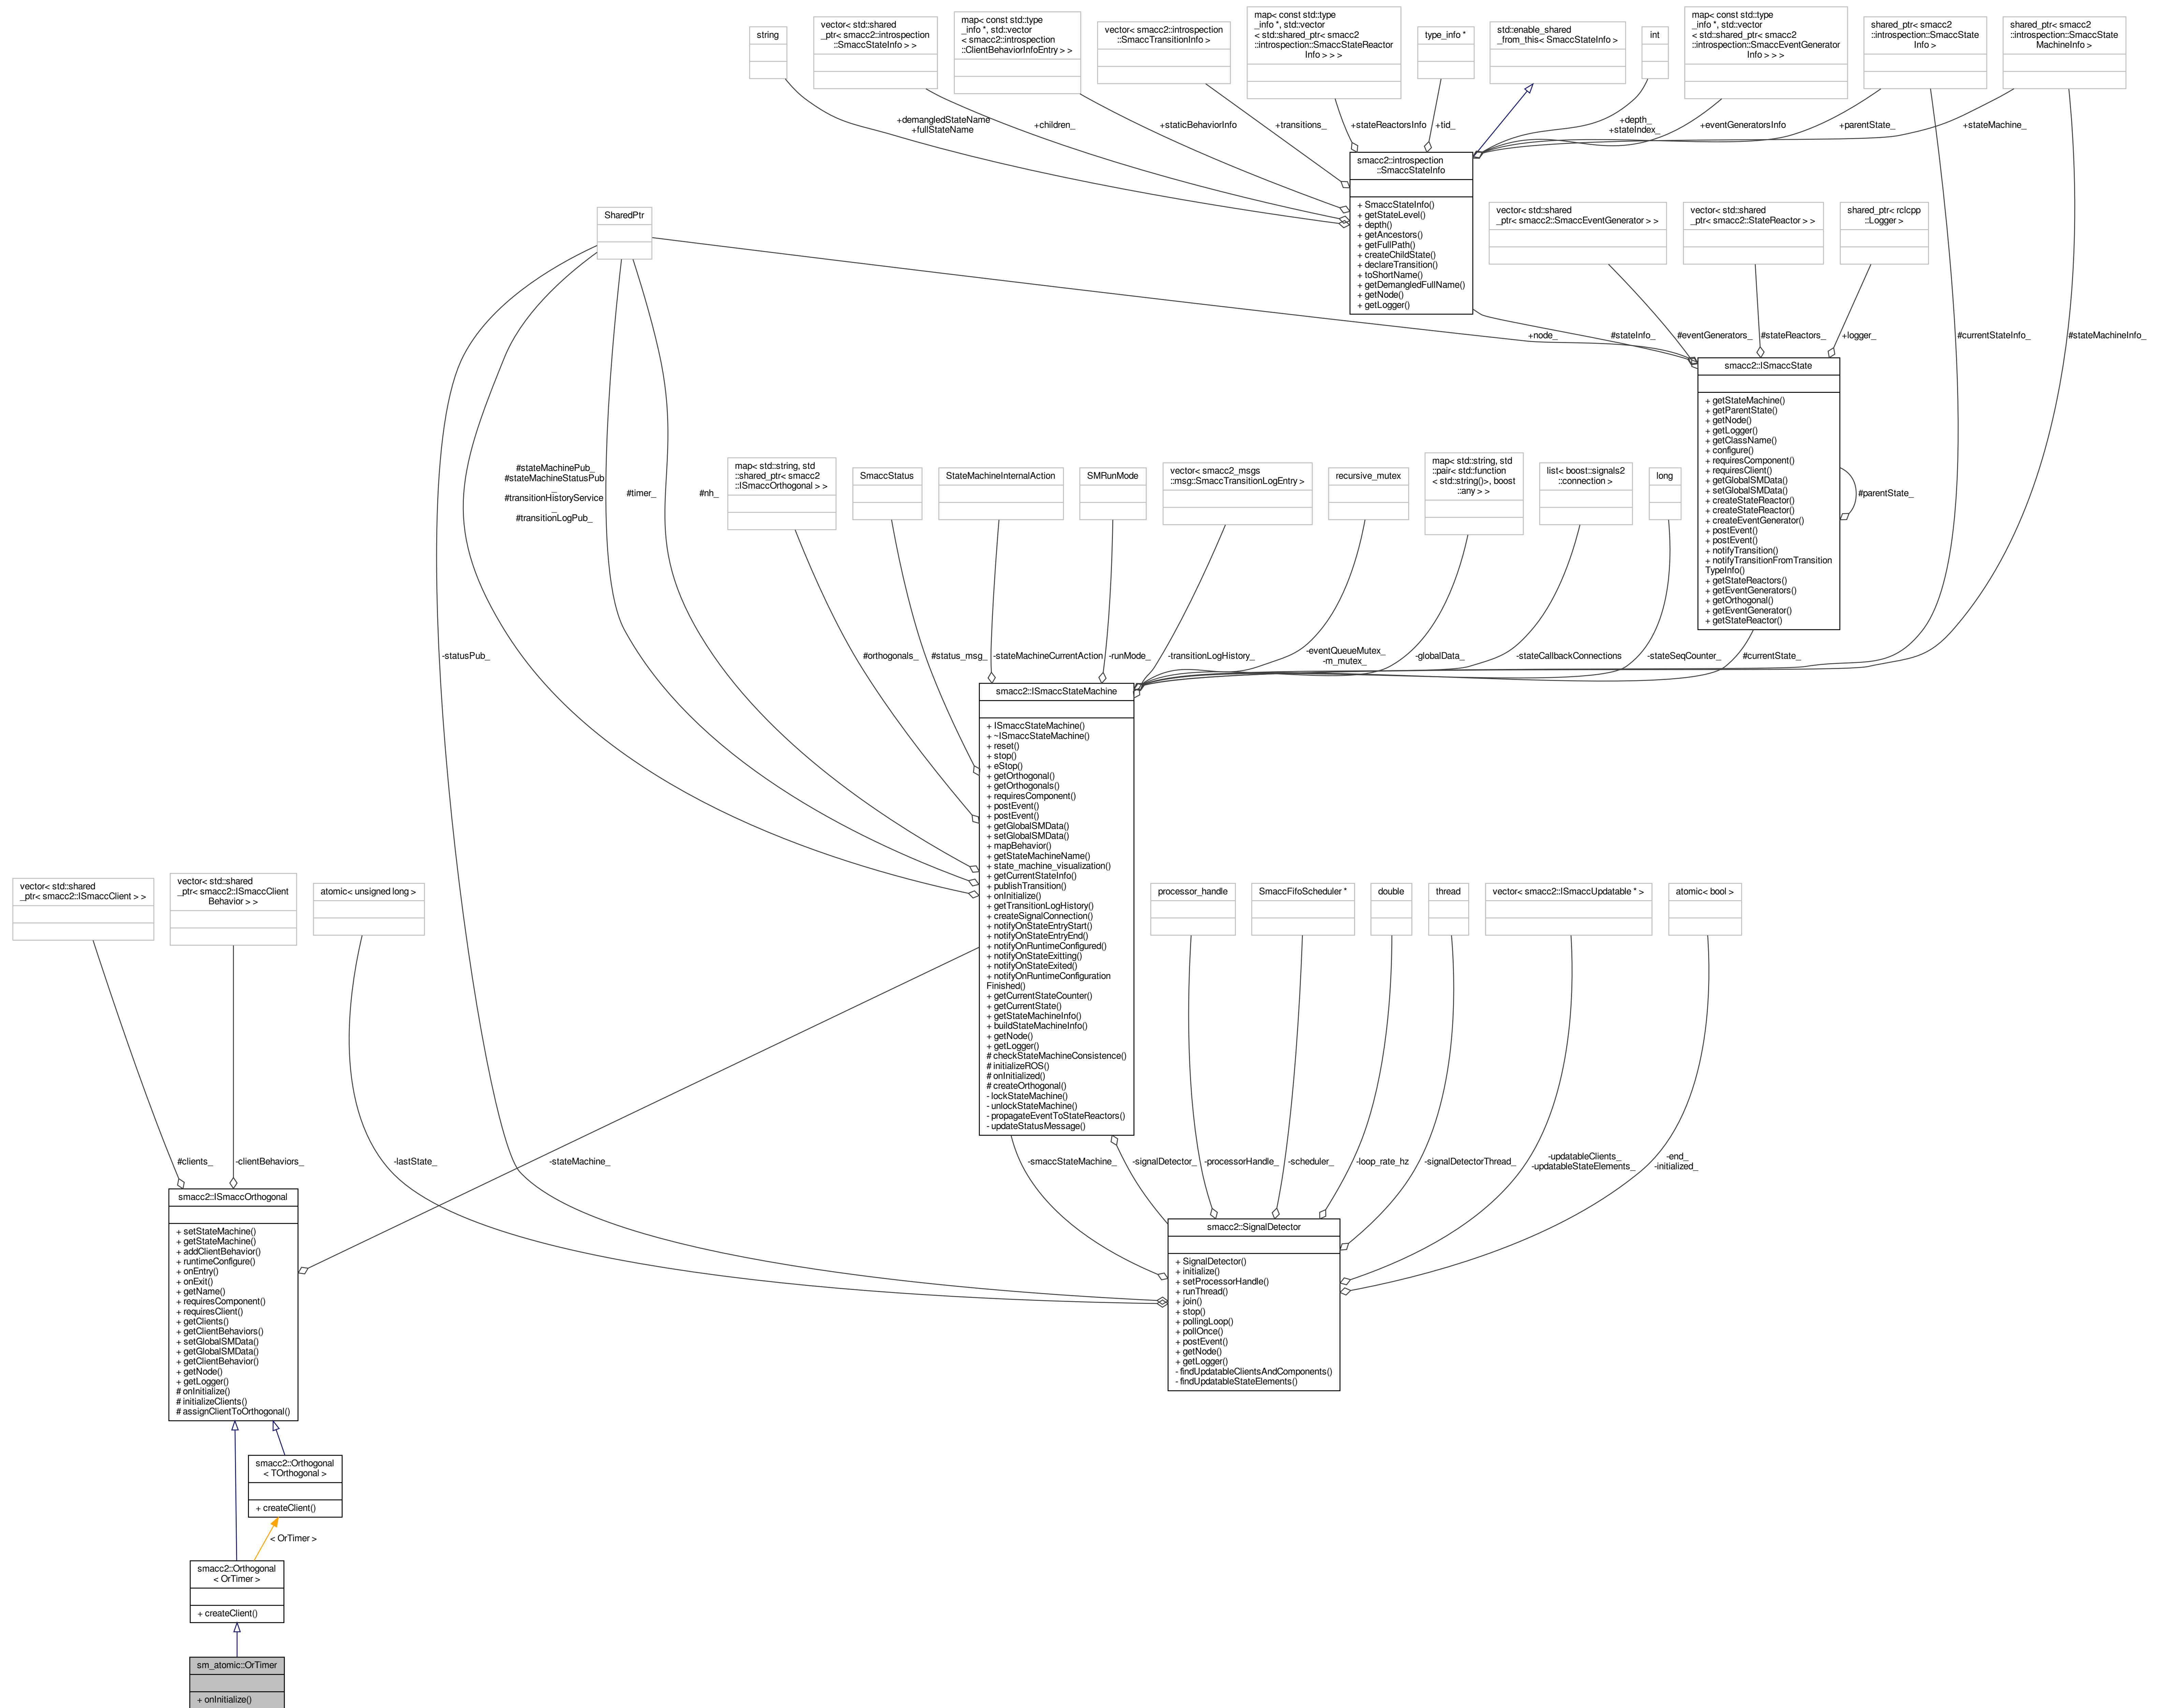 string
vector< std::shared
_ptr< smacc2::introspection
::SmaccStateInfo > >
map< const std::type
_info *, std::vector
< smacc2::introspection
::ClientBehaviorInfoEntry > >
vector< smacc2::introspection
::SmaccTransitionInfo >
map< const std::type
_info *, std::vector
< std::shared_ptr< smacc2
::introspection::SmaccStateReactor
Info > > >
type_info *
std::enable_shared
_from_this< SmaccStateInfo >
int
map< const std::type
_info *, std::vector
< std::shared_ptr< smacc2
::introspection::SmaccEventGenerator
Info > > >
shared_ptr< smacc2
::introspection::SmaccState
Info >
shared_ptr< smacc2
::introspection::SmaccState
MachineInfo >
+demangledStateName
+fullStateName
+children_
+staticBehaviorInfo
+transitions_
+stateReactorsInfo
+tid_
+depth_
+stateIndex_
+eventGeneratorsInfo
+parentState_
+stateMachine_
smacc2::introspection
::SmaccStateInfo
+ SmaccStateInfo()
+ getStateLevel()
+ depth()
+ getAncestors()
+ getFullPath()
+ createChildState()
+ declareTransition()
+ toShortName()
+ getDemangledFullName()
+ getNode()
+ getLogger()
SharedPtr
vector< std::shared
_ptr< smacc2::SmaccEventGenerator > >
vector< std::shared
_ptr< smacc2::StateReactor > >
shared_ptr< rclcpp
::Logger >
+node_
#stateInfo_
#eventGenerators_
#stateReactors_
+logger_
#currentStateInfo_
#stateMachineInfo_
smacc2::ISmaccState
+ getStateMachine()
+ getParentState()
+ getNode()
+ getLogger()
+ getClassName()
+ configure()
+ requiresComponent()
+ requiresClient()
+ getGlobalSMData()
+ setGlobalSMData()
+ createStateReactor()
+ createStateReactor()
+ createEventGenerator()
+ postEvent()
+ postEvent()
+ notifyTransition()
+ notifyTransitionFromTransition
TypeInfo()
+ getStateReactors()
+ getEventGenerators()
+ getOrthogonal()
+ getEventGenerator()
+ getStateReactor()
#parentState_
#stateMachinePub_
#stateMachineStatusPub
_
#transitionHistoryService
_
#transitionLogPub_
#timer_
#nh_
map< std::string, std
::shared_ptr< smacc2
::ISmaccOrthogonal > >
SmaccStatus
StateMachineInternalAction
SMRunMode
vector< smacc2_msgs
::msg::SmaccTransitionLogEntry >
recursive_mutex
map< std::string, std
::pair< std::function
< std::string()>, boost
::any > >
list< boost::signals2
::connection >
long
-statusPub_
#orthogonals_
#status_msg_
-stateMachineCurrentAction
-runMode_
-transitionLogHistory_
-eventQueueMutex_
-m_mutex_
-globalData_
-stateCallbackConnections
-stateSeqCounter_
#currentState_
smacc2::ISmaccStateMachine
+ ISmaccStateMachine()
+ ~ISmaccStateMachine()
+ reset()
+ stop()
+ eStop()
+ getOrthogonal()
+ getOrthogonals()
+ requiresComponent()
+ postEvent()
+ postEvent()
+ getGlobalSMData()
+ setGlobalSMData()
+ mapBehavior()
+ getStateMachineName()
+ state_machine_visualization()
+ getCurrentStateInfo()
+ publishTransition()
+ onInitialize()
+ getTransitionLogHistory()
+ createSignalConnection()
+ notifyOnStateEntryStart()
+ notifyOnStateEntryEnd()
+ notifyOnRuntimeConfigured()
+ notifyOnStateExitting()
+ notifyOnStateExited()
+ notifyOnRuntimeConfiguration
Finished()
+ getCurrentStateCounter()
+ getCurrentState()
+ getStateMachineInfo()
+ buildStateMachineInfo()
+ getNode()
+ getLogger()
# checkStateMachineConsistence()
# initializeROS()
# onInitialized()
# createOrthogonal()
- lockStateMachine()
- unlockStateMachine()
- propagateEventToStateReactors()
- updateStatusMessage()
vector< std::shared
_ptr< smacc2::ISmaccClient > >
vector< std::shared
_ptr< smacc2::ISmaccClient
Behavior > >
atomic< unsigned long >
processor_handle
SmaccFifoScheduler *
double
thread
vector< smacc2::ISmaccUpdatable * >
atomic< bool >
#clients_
-clientBehaviors_
-lastState_
-stateMachine_
-smaccStateMachine_
-signalDetector_
-processorHandle_
-scheduler_
-loop_rate_hz
-signalDetectorThread_
-updatableClients_
-updatableStateElements_
-end_
-initialized_
smacc2::ISmaccOrthogonal
+ setStateMachine()
+ getStateMachine()
+ addClientBehavior()
+ runtimeConfigure()
+ onEntry()
+ onExit()
+ getName()
+ requiresComponent()
+ requiresClient()
+ getClients()
+ getClientBehaviors()
+ setGlobalSMData()
+ getGlobalSMData()
+ getClientBehavior()
+ getNode()
+ getLogger()
# onInitialize()
# initializeClients()
# assignClientToOrthogonal()
smacc2::SignalDetector
+ SignalDetector()
+ initialize()
+ setProcessorHandle()
+ runThread()
+ join()
+ stop()
+ pollingLoop()
+ pollOnce()
+ postEvent()
+ getNode()
+ getLogger()
- findUpdatableClientsAndComponents()
- findUpdatableStateElements()
smacc2::Orthogonal
< TOrthogonal >
+ createClient()
< OrTimer >
smacc2::Orthogonal
< OrTimer >
+ createClient()
sm_atomic::OrTimer
+ onInitialize()